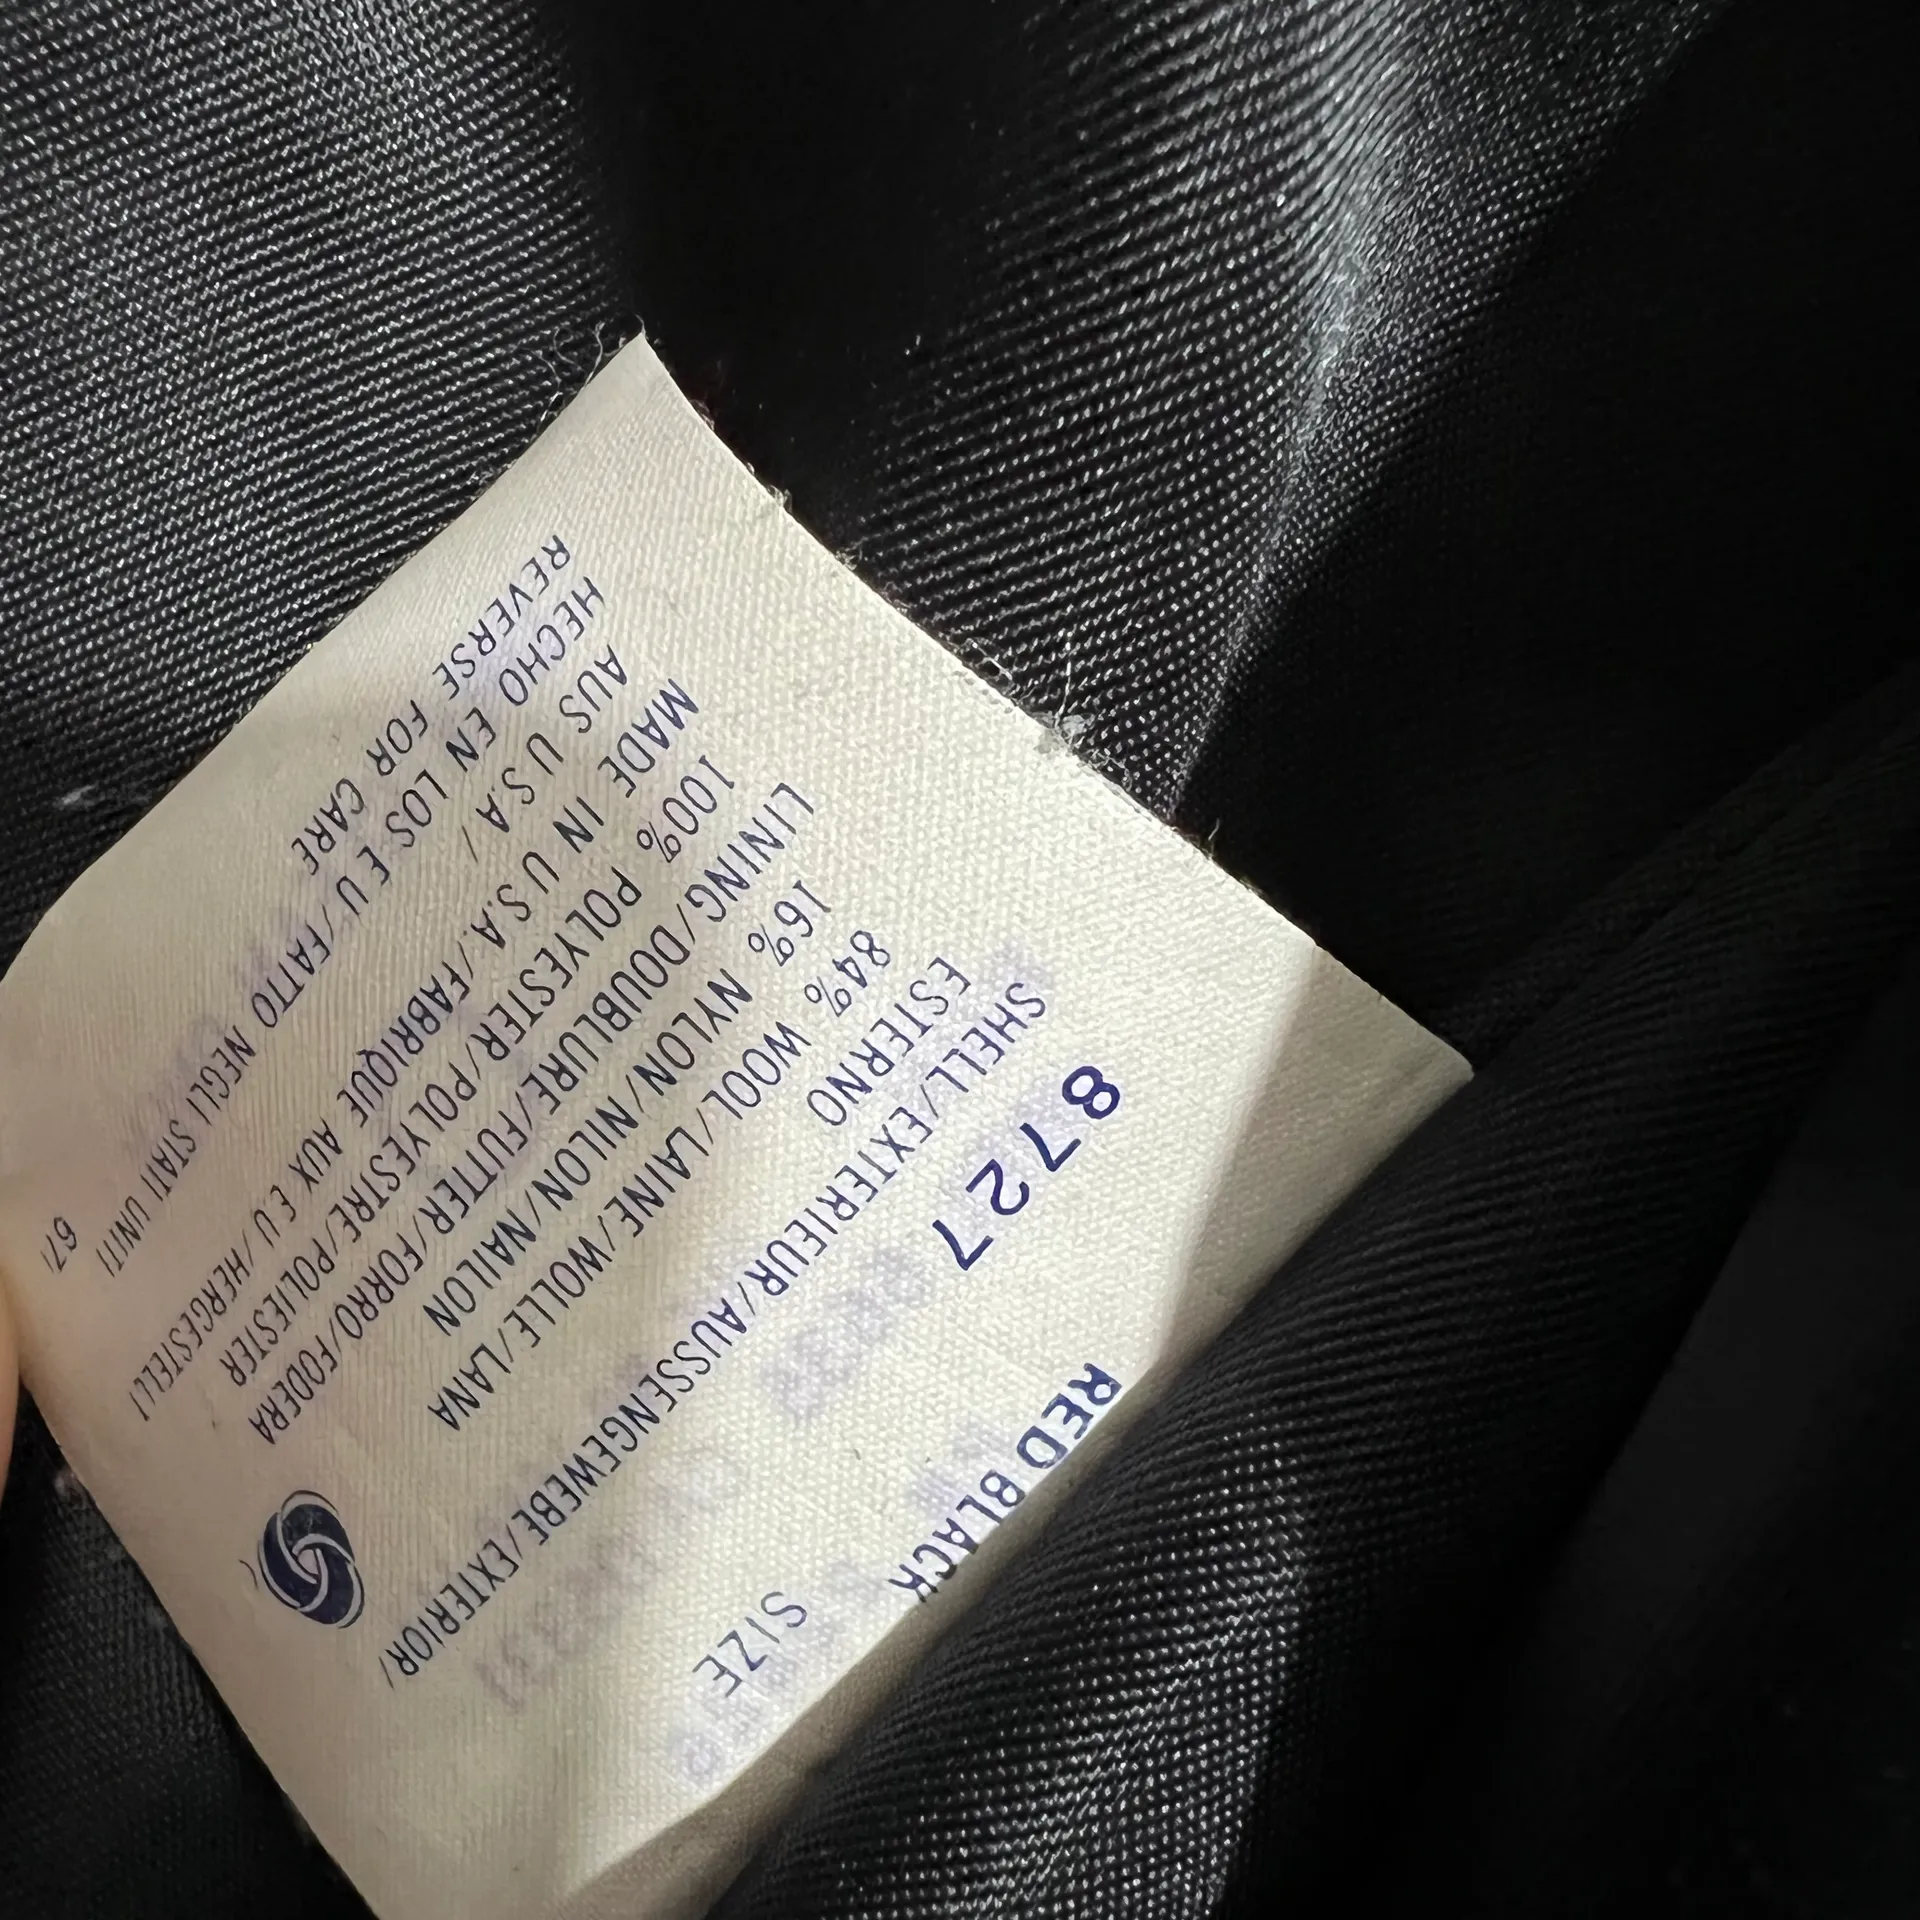 RED BLACK
SIZE
8727
SHELL/EXTERIEUR/AUSSENGEWEBE/EXTERIOR/
ESTERNO
84% WOOL/LAINE/WOLLE/LANA
16% NYLON/NILON/NAILON
LINING/DOUBLURE/FUTTER/FORRO/FODERA
100% POLYESTER/POLYESTRE/POLIESTER
MADE IN U.S.A./FABRIQUE AUX E U/HERGESTELLT
AUS U S.A /
HECHO EN LOS E U/FATTO NEGLI STATI UNITI
REVERSE FOR CARE